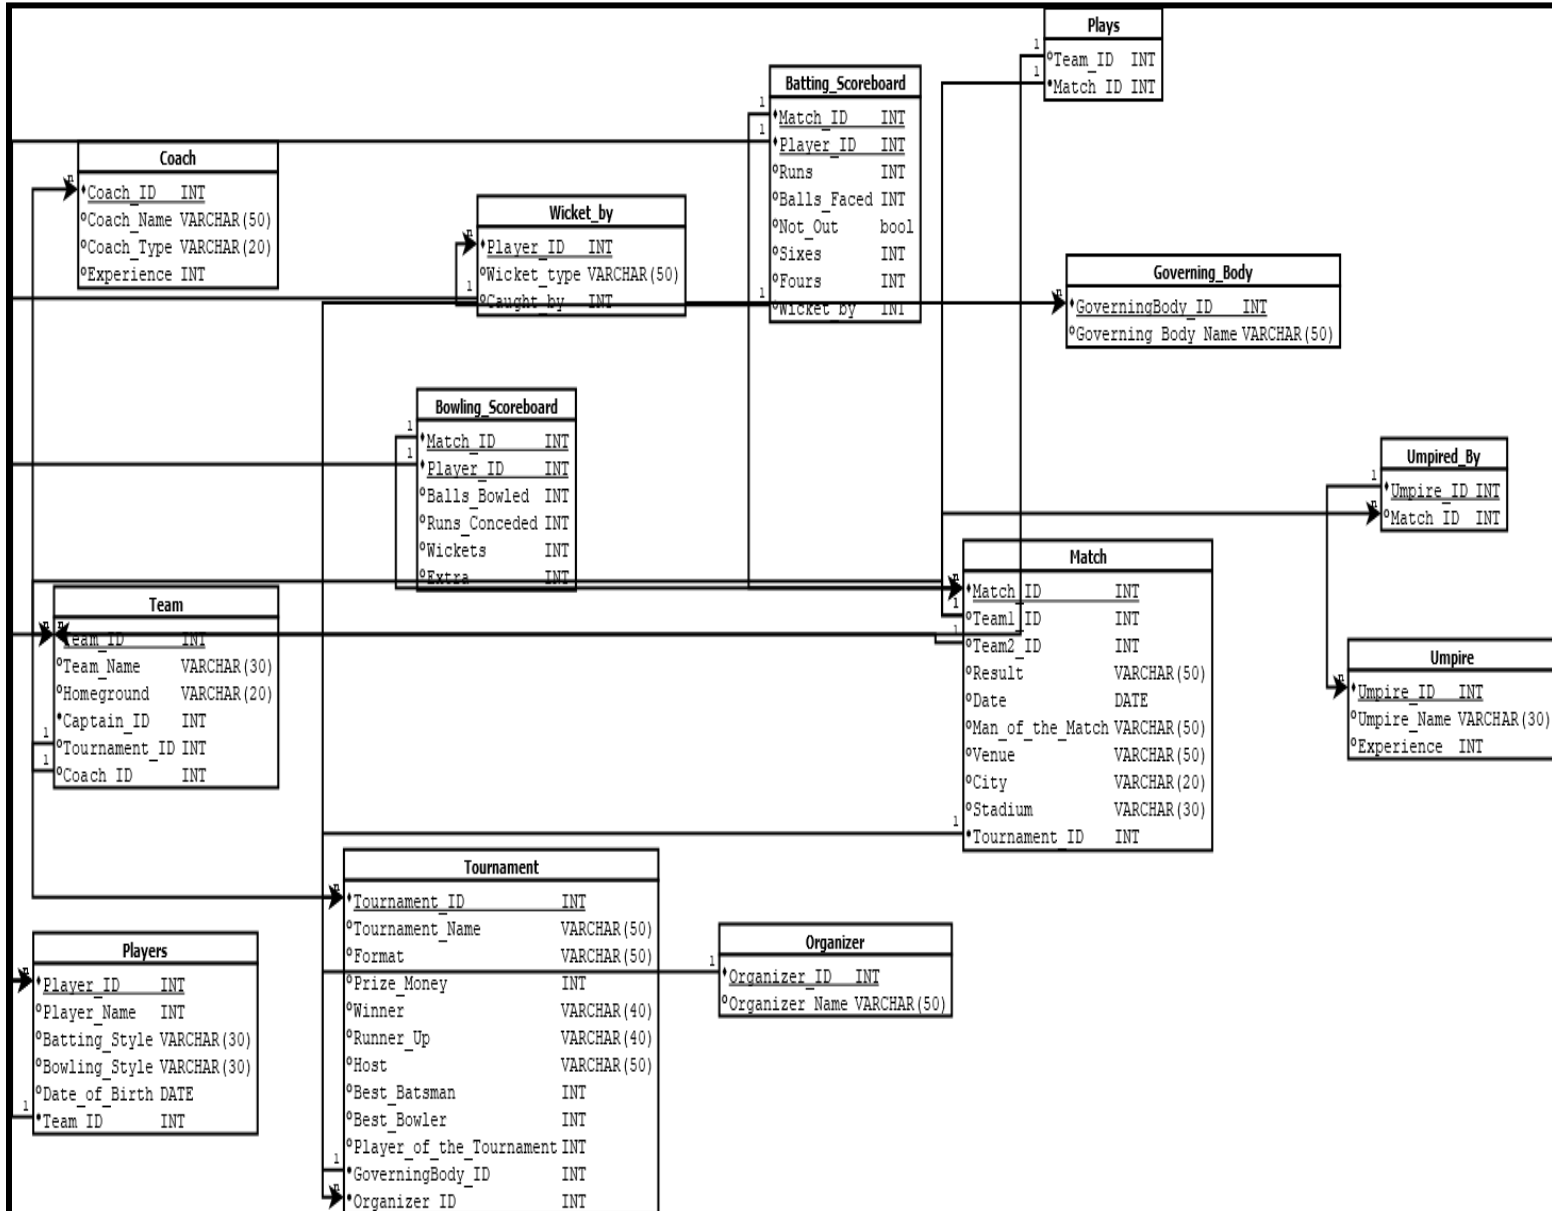 Plays
Team_ID INT
Match_ID INT
Batting_Scoreboard
Match_ID INT
Player_ID INT
Runs INT
Balls_Faced INT
Not_Out bool
Sixes INT
Fours INT
Wicket_by INT
Coach
Coach_ID INT
Coach_Name VARCHAR(50)
Coach_Type VARCHAR(20)
Experience INT
Wicket_by
Player_ID INT
Wicket_type VARCHAR(50)
Caught_by INT
Governing_Body
GoverningBody_ID INT
Governing_Body_Name VARCHAR(50)
Bowling_Scoreboard
Match_ID INT
Player_ID INT
Balls_Bowled INT
Runs_Conceded INT
Wickets INT
Extra INT
Umpired_By
Umpire_ID INT
Match_ID INT
Match
Match_ID INT
Team1_ID INT
Team2_ID INT
Result VARCHAR(50)
Date DATE
Man_of_the_Match VARCHAR(50)
Venue VARCHAR(50)
City VARCHAR(20)
Stadium VARCHAR(30)
Tournament_ID INT
Team
Team_ID INT
Team_Name VARCHAR(30)
Homeground VARCHAR(20)
Captain_ID INT
Tournament_ID INT
Coach_ID INT
Umpire
Umpire_ID INT
Umpire_Name VARCHAR(30)
Experience INT
Tournament
Tournament_ID INT
Tournament_Name VARCHAR(50)
Format VARCHAR(50)
Prize_Money INT
Winner VARCHAR(40)
Runner_Up VARCHAR(40)
Host VARCHAR(50)
Best_Batsman INT
Best_Bowler INT
Player_of_the_Tournament INT
GoverningBody_ID INT
Organizer_ID INT
Organizer
Organizer_ID INT
Organizer_Name VARCHAR(50)
Players
Player_ID INT
Player_Name INT
Batting_Style VARCHAR(30)
Bowling_Style VARCHAR(30)
Date_of_Birth DATE
Team_ID INT